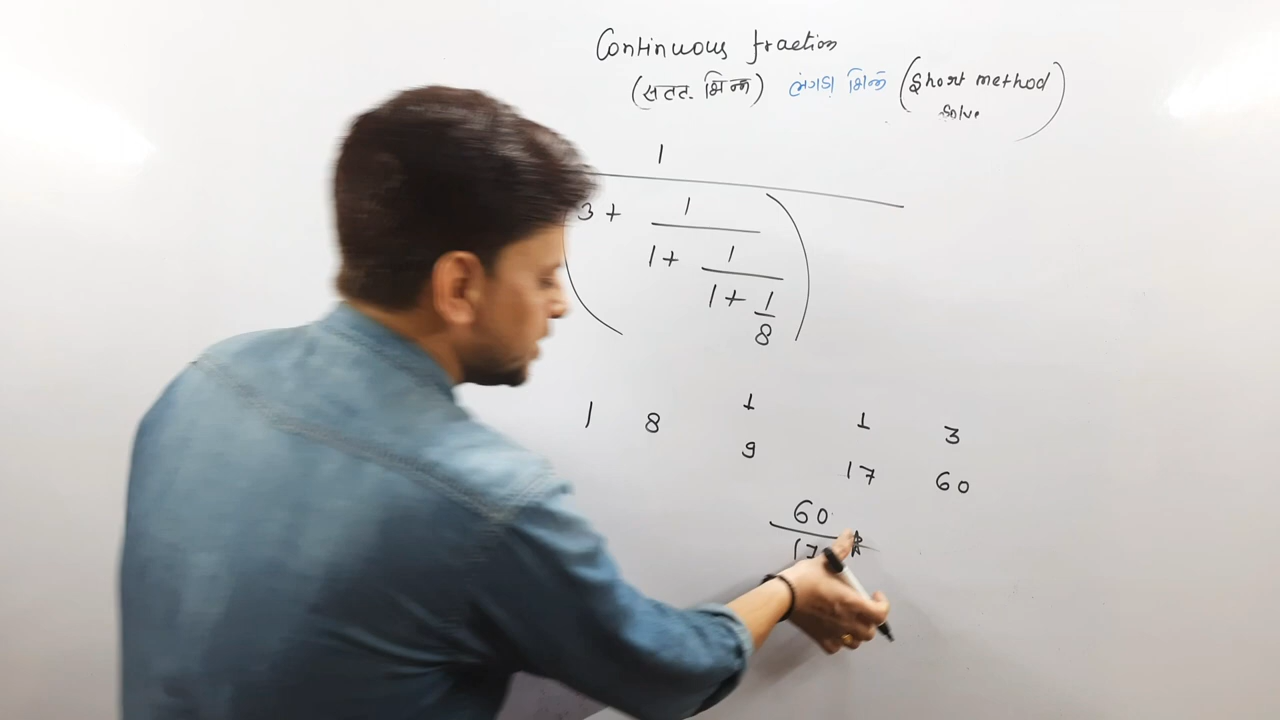 Continuous fraction
(सतत भिन्न) लंगडा भिन्न (Short method
solve)
1
3 + 1
1 + 1
1 + 1
8
1 8 1 1 3
9 17 60
60
17